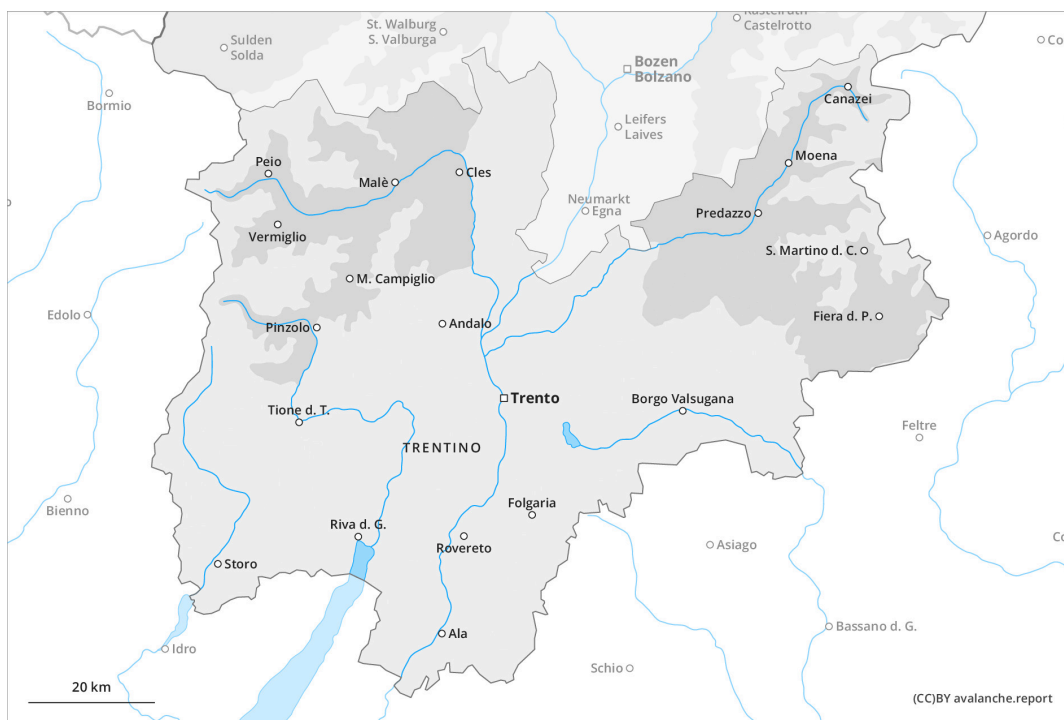 Kastelruth
Castelrotto
St. Walburg
S. Valburga
Sulden
Solda
Co
Bozen
Bolzano
Bormio
Canazei
Leifers
Laives
Moena
Peio
Malè
Cles
Neumarkt
Egna
Predazzo
Vermiglio
Agordo
S. Martino d. C.
M. Campiglio
Edolo
Fiera d. P.
Pinzolo
Andalo
Trento
Borgo Valsugana
Tione d. T.
Feltre
TRENTINO
Bienno
Folgaria
Riva d. G.
Rovereto
Asiago
Co
Storo
Ala
Bassano d. G.
Idro
Schio
20 km
(CC)BY avalanche.report